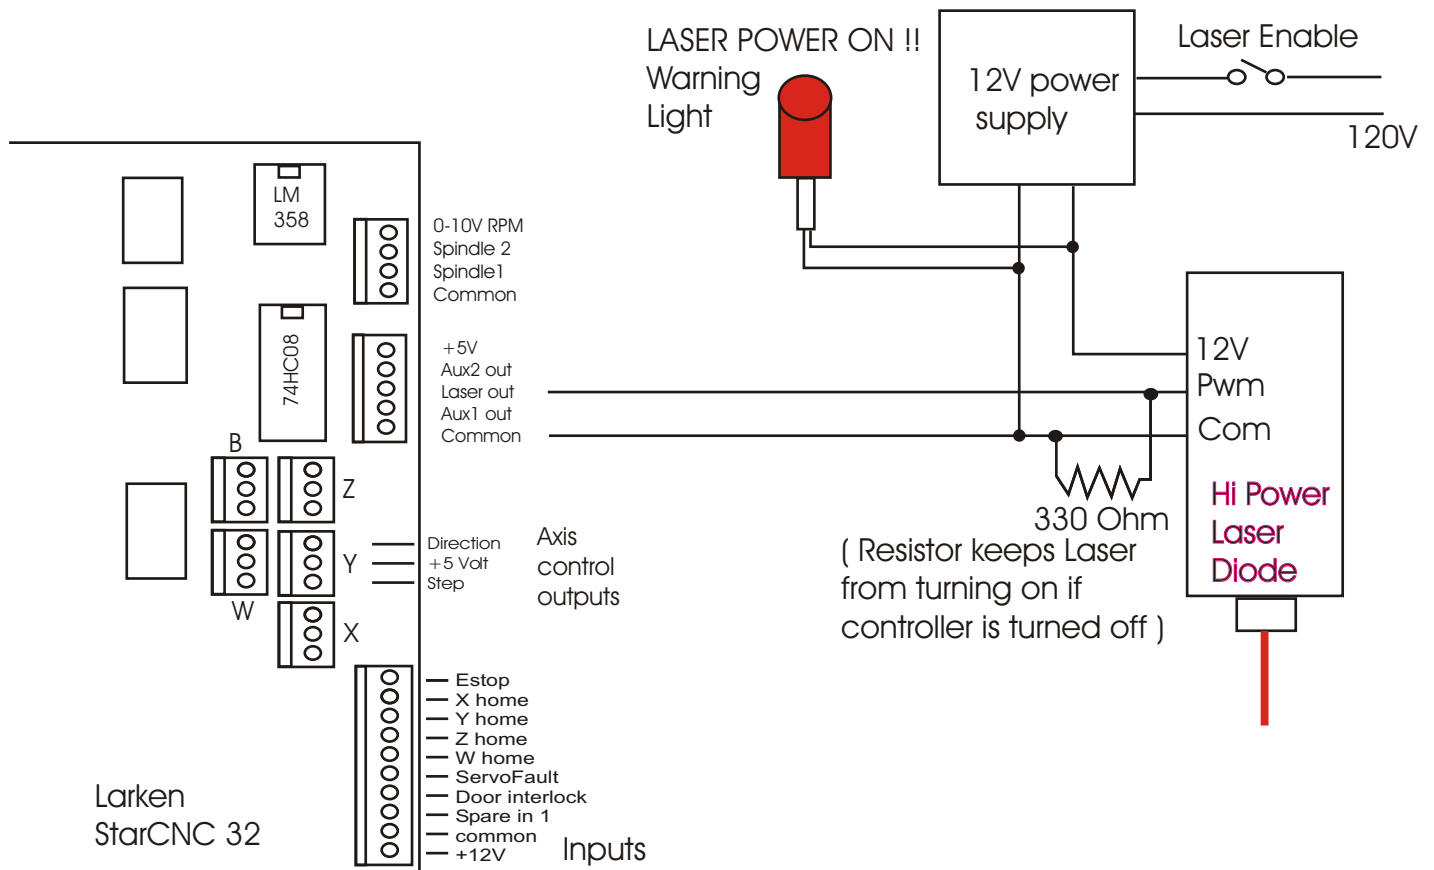 LASER POWER ON !!
Warning
Light
12V power
supply
Laser Enable
120V
LM
358
0-10V RPM
Spindle 2
Spindle1
Common
74HC08
+5V
Aux2 out
Laser out
Aux1 out
Common
12V
Pwm
Com
Hi Power
Laser
Diode
330 Ohm
( Resistor keeps Laser
from turning on if
controller is turned off )
B
Z
Y
W
X
Direction
+5 Volt
Step
Axis
control
outputs
Estop
X home
Y home
Z home
W home
ServoFault
Door interlock
Spare in 1
common
+12V
Inputs
Larken
StarCNC 32